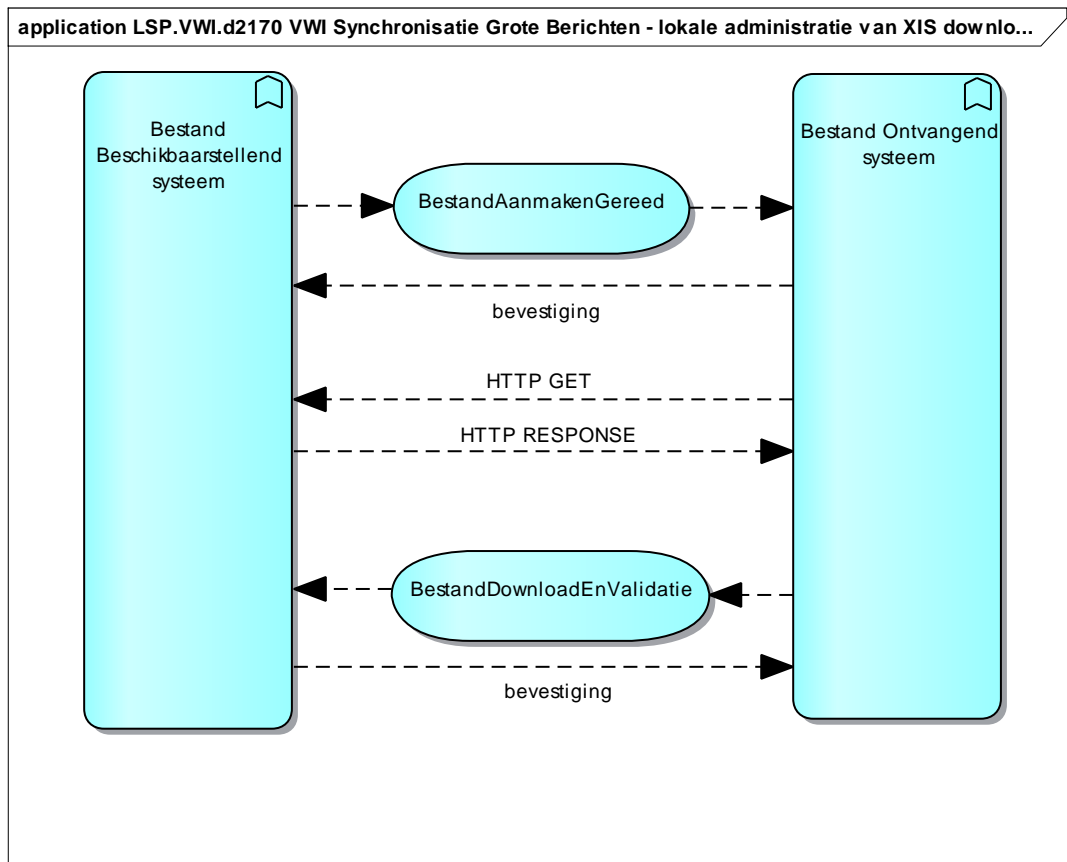 application LSP.VWI.d2170 VWI Synchronisatie Grote Berichten - lokale administratie van XIS downlo...
Bestand
Beschikbaarstellend
systeem
Bestand Ontvangend
systeem
BestandAanmakenGereed
bevestiging
HTTP GET
HTTP RESPONSE
BestandDownloadEnValidatie
bevestiging